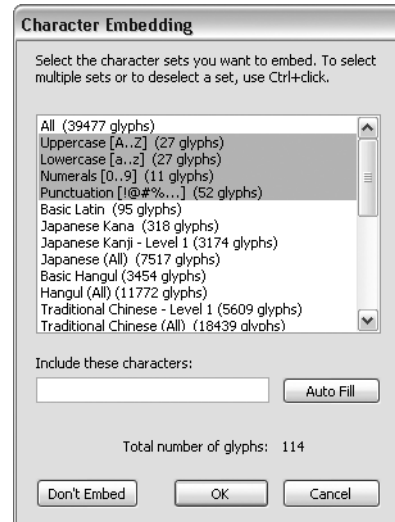 Character Embedding
Select the character sets you want to embed. To select
multiple sets or to deselect a set, use Ctrl+click.
All (39477 glyphs)
Uppercase [A..Z] (27 glyphs)
Lowercase [a..z] (27 glyphs)
Numerals [0..9] (11 glyphs)
Punctuation [!@#%...] (52 glyphs)
Basic Latin (95 glyphs)
Japanese Kana (318 glyphs)
Japanese Kanji - Level 1 (3174 glyphs)
Japanese (All) (7517 glyphs)
Basic Hangul (3454 glyphs)
Hangul (All) (11772 glyphs)
Traditional Chinese - Level 1 (5609 glyphs)
Traditional Chinese (All) (18439 glyphs)
Include these characters:
Auto Fill
Total number of glyphs: 114
Don't Embed OK Cancel